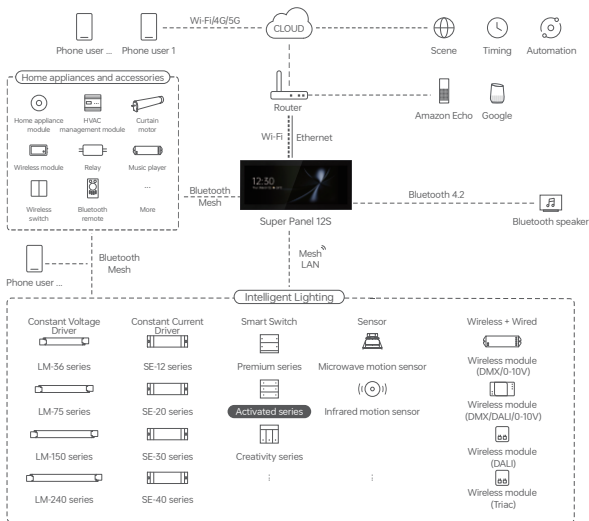 Wi-Fi/4G/5G
CLOUD
Phone user ...
Phone user 1
Scene
Timing
Automation
Home appliances and accessories
Router
Amazon Echo
Google
Home appliance
module
HVAC
management module
Curtain
motor
Wi-Fi
Ethernet
Wireless module
Relay
Music player
12:30
Bluetooth
Mesh
Bluetooth 4.2
Wireless
switch
Bluetooth
remote
...
More
Super Panel 12S
Bluetooth speaker
Bluetooth
Mesh
Mesh
LAN
Phone user ...
Intelligent Lighting
Constant Voltage
Driver
Constant Current
Driver
Smart Switch
Sensor
Wireless + Wired
LM-36 series
SE-12 series
Premium series
Microwave motion sensor
Wireless module
(DMX/0-10V)
LM-75 series
SE-20 series
Activated series
Infrared motion sensor
Wireless module
(DMX/DALI/0-10V)
LM-150 series
SE-30 series
Creativity series
Wireless module
(DALI)
LM-240 series
SE-40 series
Wireless module
(Triac)